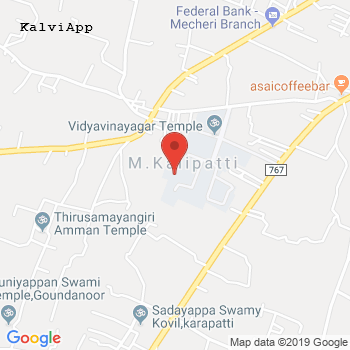 KalviApp
Federal Bank -
Mecheri Branch
asaicoffeebar
Vidyavinayagar Temple
M.Kalipatti
767
Thirusamayangiri
Amman Temple
uniyappan Swami
emple,Goundanoor
Sadayappa Swamy
Kovil,karapatti
Map data ©2019 Google